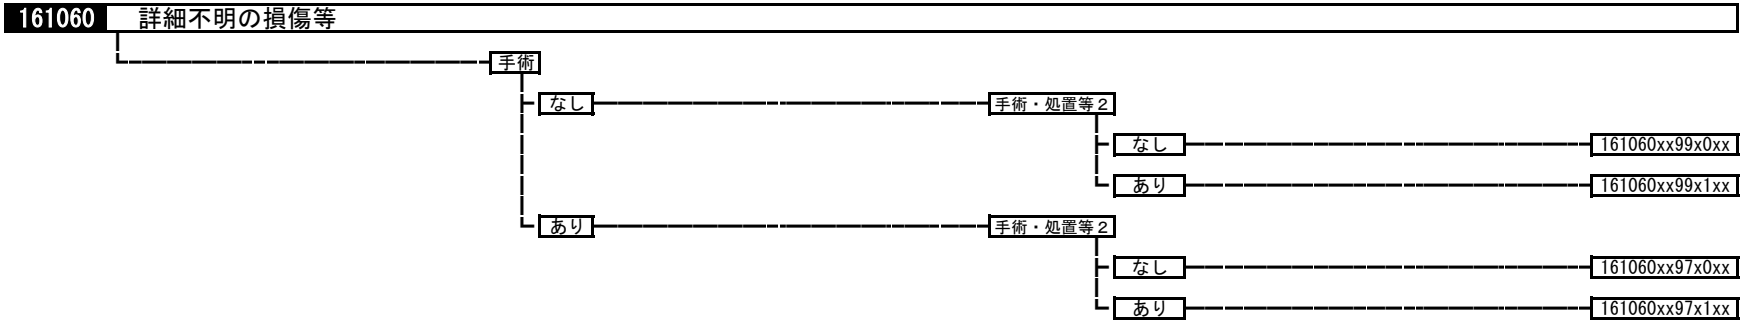 161060 詳細不明の損傷等
手術
なし 手術・処置等２
なし 161060xx99x0xx
あり 161060xx99x1xx
あり 手術・処置等２
なし 161060xx97x0xx
あり 161060xx97x1xx